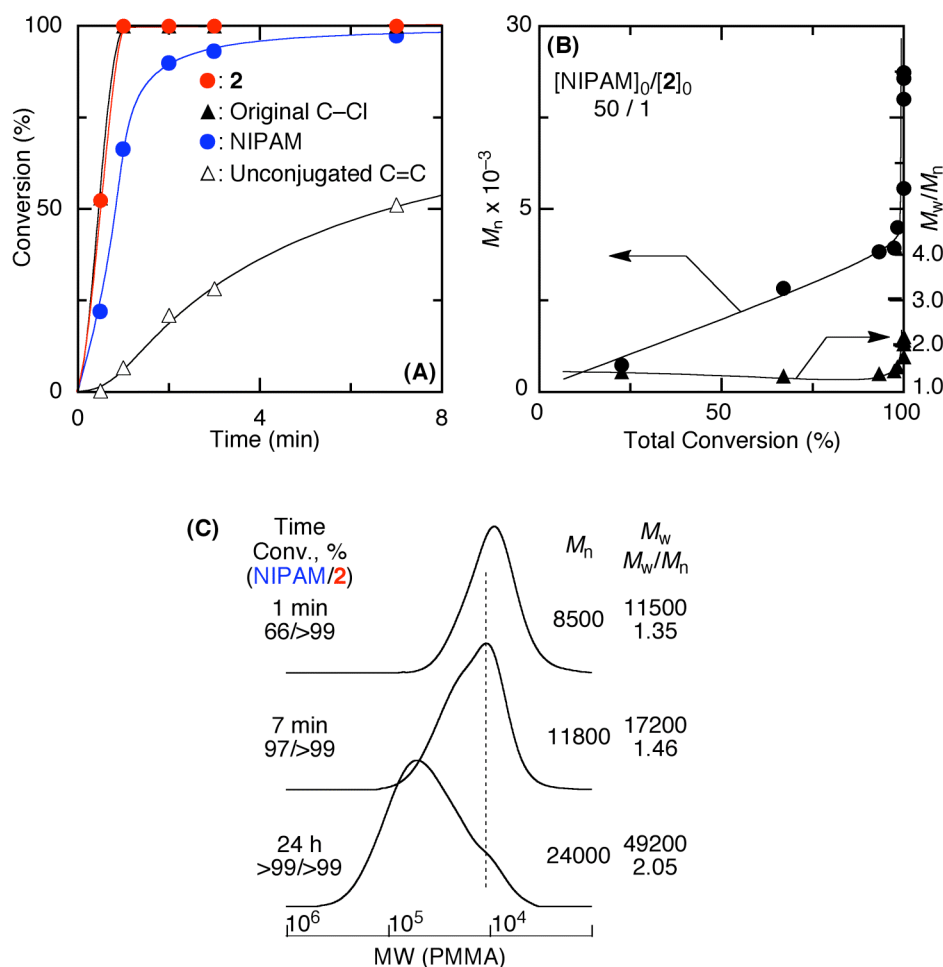 100
50
0
Conversion (%)
●: 2
▲: Original C–Cl
●: NIPAM
△: Unconjugated C=C
(A)
0
4
8
Time (min)
(B)
[NIPAM]₀/[2]₀
50 / 1
30
5
0
Mₙ x 10⁻³
4.0
3.0
2.0
1.0
M_w/Mₙ
0
50
100
Total Conversion (%)
(C)
Time
Conv., %
(NIPAM/2)
Mₙ
M_w
M_w/Mₙ
1 min
66/>99
8500
11500
1.35
7 min
97/>99
11800
17200
1.46
24 h
>99/>99
24000
49200
2.05
10⁶
10⁵
10⁴
MW (PMMA)